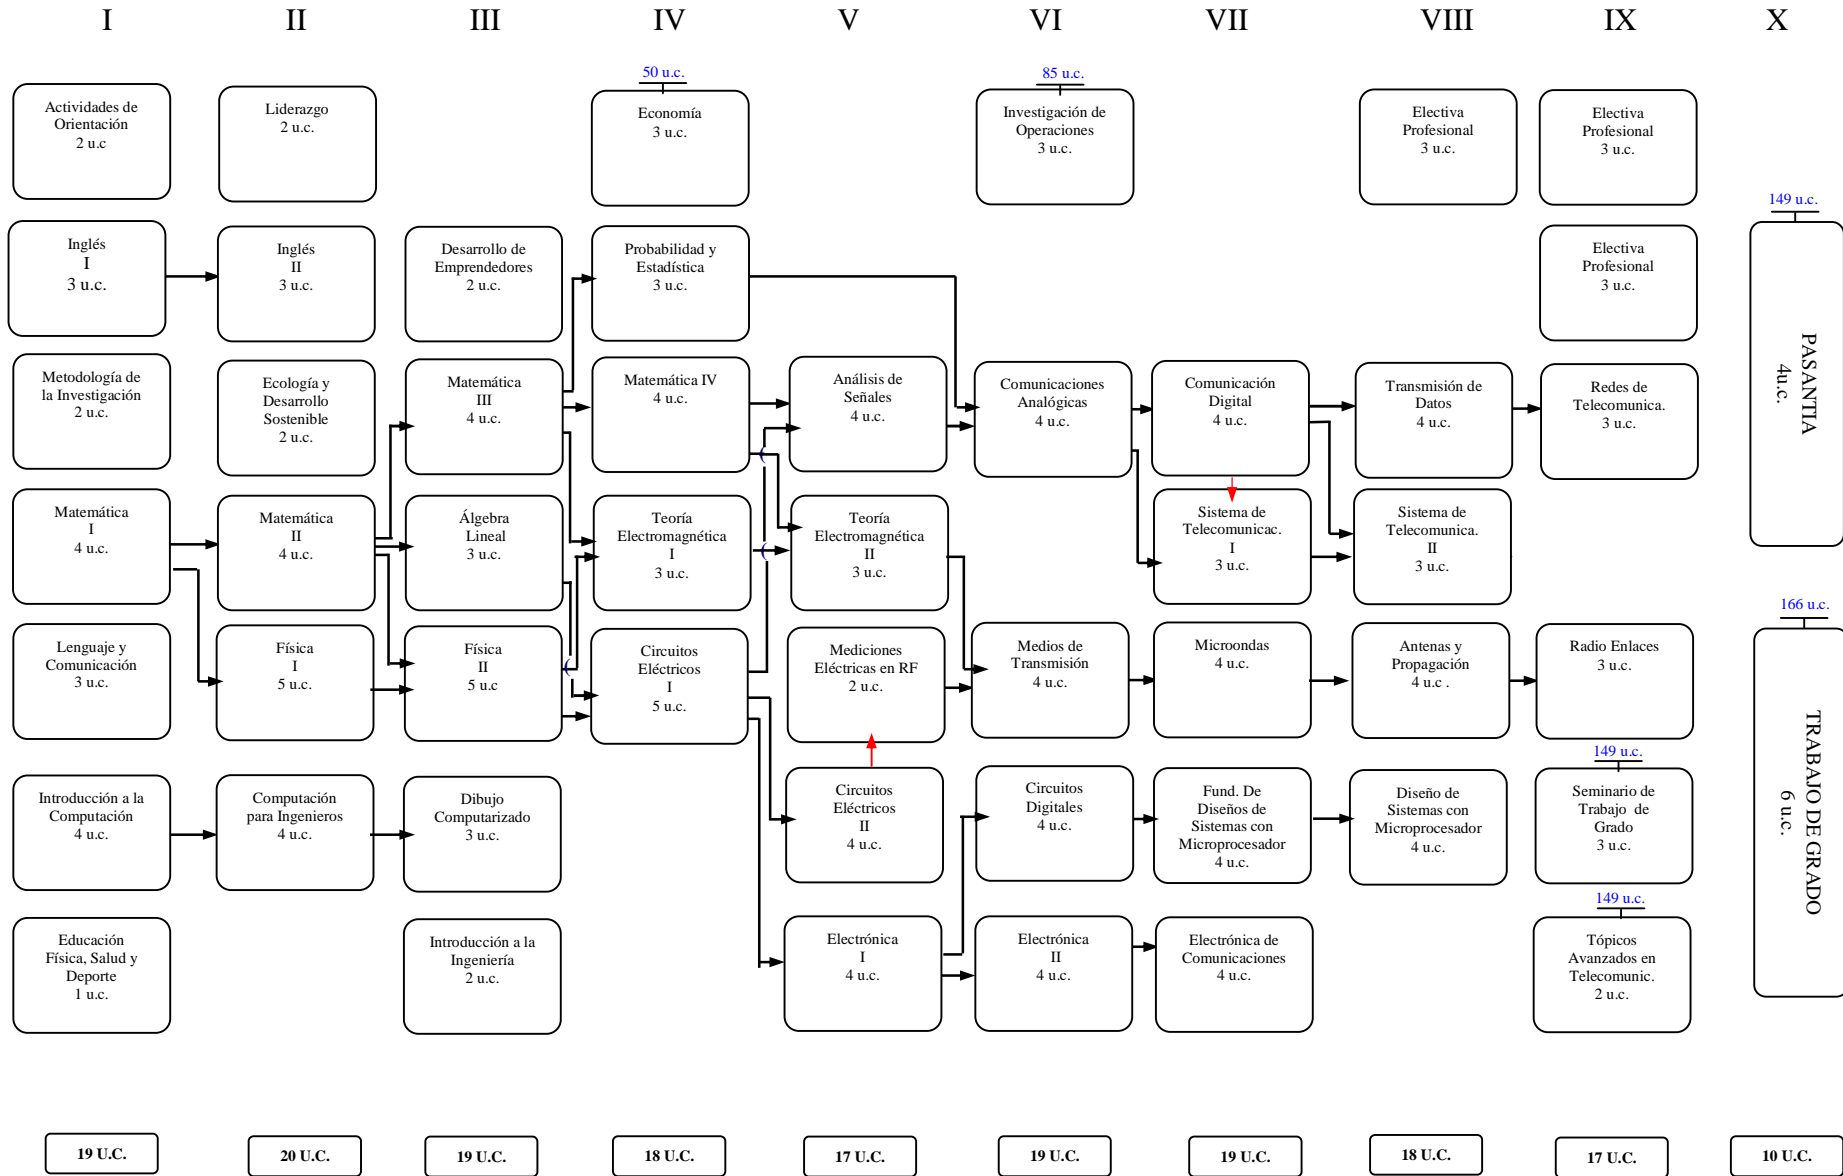 I II III IV V VI VII VIII IX X
50 u.c.
85 u.c.
Actividades de
Orientación
2 u.c
Liderazgo
2 u.c.
Economía
3 u.c.
Investigación de
Operaciones
3 u.c.
Electiva
Profesional
3 u.c.
Electiva
Profesional
3 u.c.
149 u.c.
PASANTIA
4u.c.
Inglés
I
3 u.c.
Inglés
II
3 u.c.
Desarrollo de
Emprendedores
2 u.c.
Probabilidad y
Estadística
3 u.c.
Electiva
Profesional
3 u.c.
Metodología de
la Investigación
2 u.c.
Ecología y
Desarrollo
Sostenible
2 u.c.
Matemática
III
4 u.c.
Matemática IV
4 u.c.
Análisis de
Señales
4 u.c.
Comunicaciones
Analógicas
4 u.c.
Comunicación
Digital
4 u.c.
Transmisión de
Datos
4 u.c.
Redes de
Telecomunica.
3 u.c.
Matemática
I
4 u.c.
Matemática
II
4 u.c.
Álgebra
Lineal
3 u.c.
Teoría
Electromagnética
I
3 u.c.
Teoría
Electromagnética
II
3 u.c.
Sistema de
Telecomunicac.
I
3 u.c.
Sistema de
Telecomunica.
II
3 u.c.
166 u.c.
TRABAJO DE GRADO
6 u.c.
Lenguaje y
Comunicación
3 u.c.
Física
I
5 u.c.
Física
II
5 u.c
Circuitos
Eléctricos
I
5 u.c.
Mediciones
Eléctricas en RF
2 u.c.
Medios de
Transmisión
4 u.c.
Microondas
4 u.c.
Antenas y
Propagación
4 u.c .
Radio Enlaces
3 u.c.
Introducción a la
Computación
4 u.c.
Computación
para Ingenieros
4 u.c.
Dibujo
Computarizado
3 u.c.
Circuitos
Eléctricos
II
4 u.c.
Circuitos
Digitales
4 u.c.
Fund. De
Diseños de
Sistemas con
Microprocesador
4 u.c.
Diseño de
Sistemas con
Microprocesador
4 u.c.
149 u.c.
Seminario de
Trabajo de
Grado
3 u.c.
Educación
Física, Salud y
Deporte
1 u.c.
Introducción a la
Ingeniería
2 u.c.
Electrónica
I
4 u.c.
Electrónica
II
4 u.c.
Electrónica de
Comunicaciones
4 u.c.
149 u.c.
Tópicos
Avanzados en
Telecomunic.
2 u.c.
19 U.C. 20 U.C. 19 U.C. 18 U.C. 17 U.C. 19 U.C. 19 U.C. 18 U.C. 17 U.C. 10 U.C.